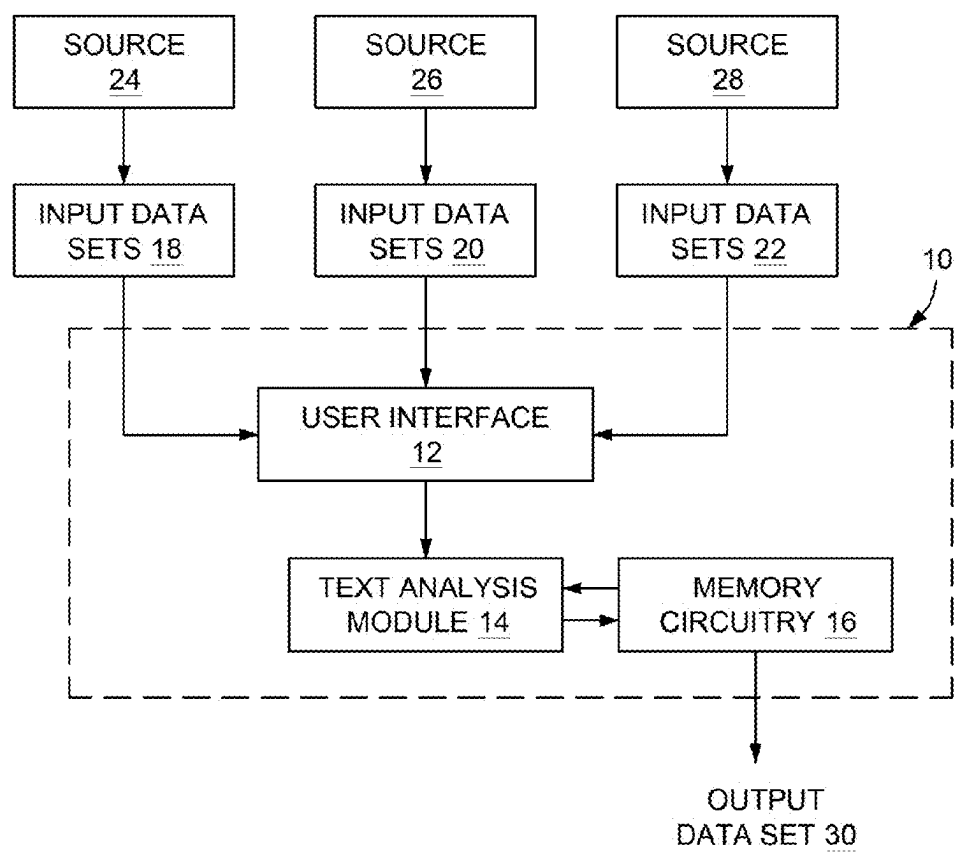 SOURCE
24
SOURCE
26
SOURCE
28
INPUT DATA
SETS 18
INPUT DATA
SETS 20
INPUT DATA
SETS 22
10
USER INTERFACE
12
TEXT ANALYSIS
MODULE 14
MEMORY
CIRCUITRY 16
OUTPUT
DATA SET 30